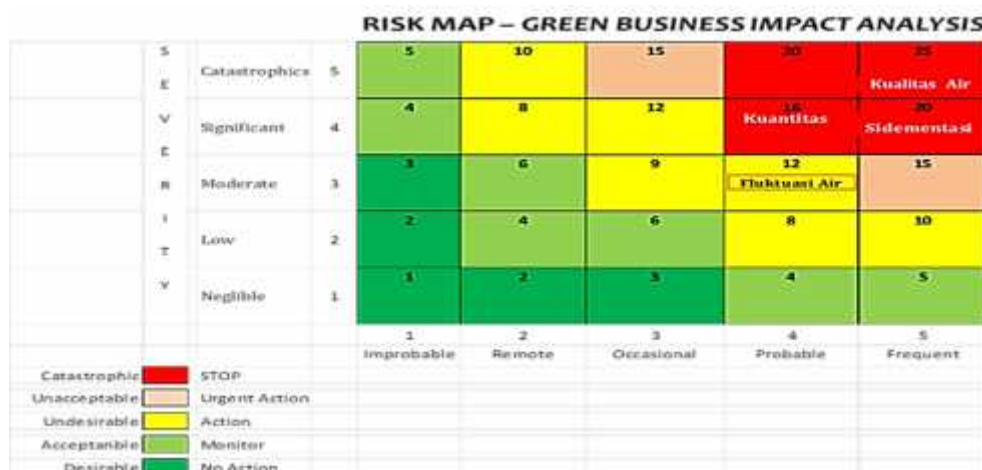 RISK MAP – GREEN BUSINESS IMPACT ANALYSIS
S E V E R I T Y
Catastrophics 5 5 10 15 20 25
Kualitas Air
Significant 4 4 8 12 16 20
Kuantitas Sidementasi
Moderate 3 3 6 9 12 15
Fluktuasi Air
Low 2 2 4 6 8 10
Neglible 1 1 2 3 4 5
1 2 3 4 5
Improbable Remote Occasional Probable Frequent
Catastrophic STOP
Unacceptable Urgent Action
Undesirable Action
Acceptanble Monitor
Desirable No Action